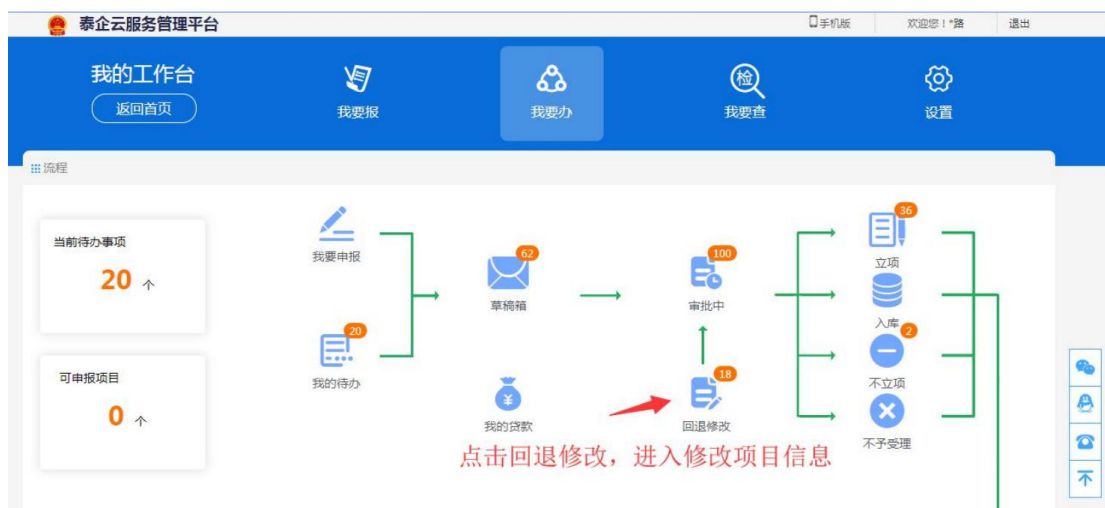 泰企云服务管理平台
手机版 欢迎您！*路 退出
我的工作台
返回首页
我要报
我要办
检
我要查
设置
流程
当前待办事项
20 个
可申报项目
0 个
我要申报
20
我的待办
62
草稿箱
¥
我的贷款
100
审批中
18
回退修改
36
立项
入库
2
不立项
不予受理
点击回退修改，进入修改项目信息